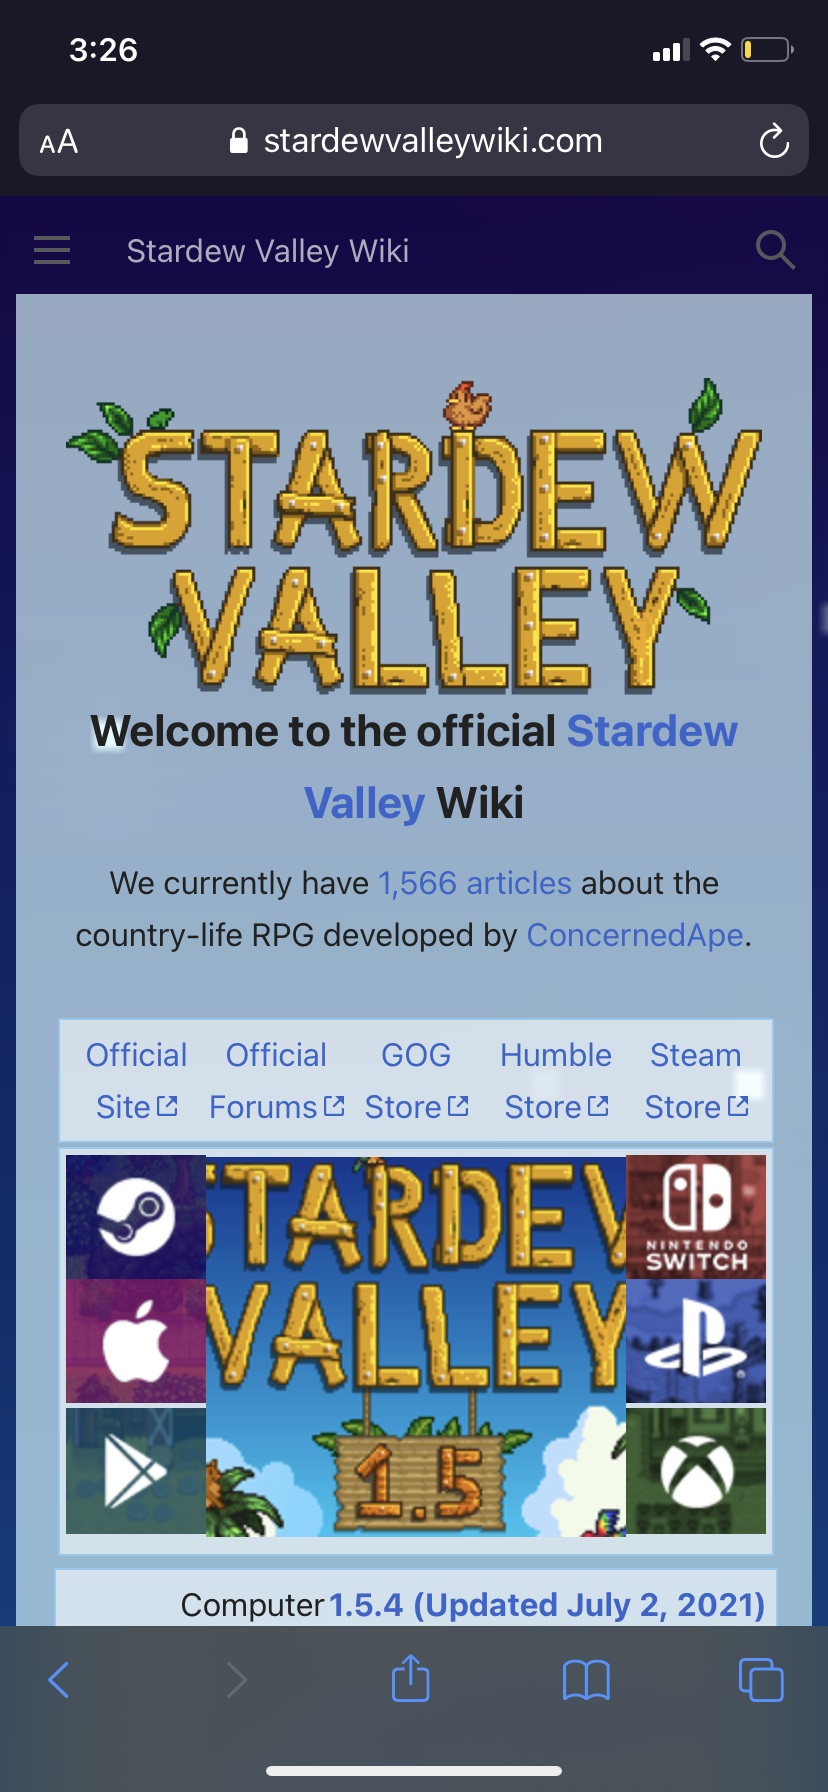 3:26
AA stardewvalleywiki.com
Stardew Valley Wiki
STARDEW
VALLEY
Welcome to the official Stardew
Valley Wiki
We currently have 1,566 articles about the
country-life RPG developed by ConcernedApe.
Official Official GOG Humble Steam
Site Forums Store Store Store
STARDEW
VALLEY
1.5
NINTENDO
SWITCH
Computer 1.5.4 (Updated July 2, 2021)